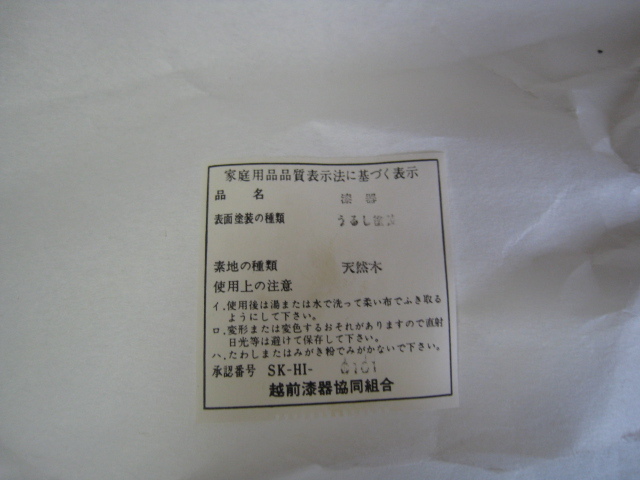 家庭用品品質表示法に基づく表示
品名 漆器
表面塗装の種類 うるし塗装
素地の種類 天然木
使用上の注意
イ.使用後は湯または水で洗って柔い布でふき取る
ようにして下さい。
ロ.変形または変色するおそれがありますので直射
日光等は避けて保存して下さい。
ハ.たわしまたはみがき粉でみがかないで下さい。
承認番号 SK-HI- 0101
越前漆器協同組合